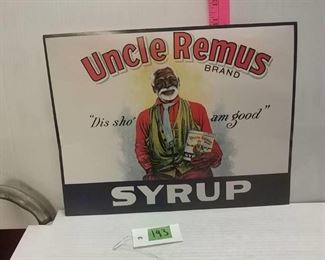 Uncle Remus
BRAND
"Dis sho' am good"
SYRUP
193